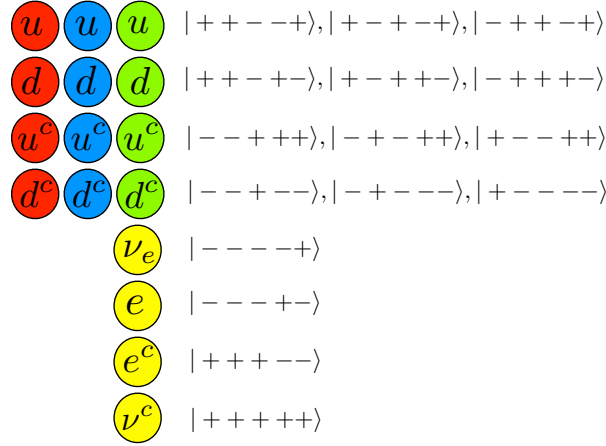 u u u |++−−+⟩,|+−+−+⟩,|−++−+⟩
d d d |++−+−⟩,|+−++−⟩,|−+++−⟩
u^c u^c u^c |−−+++⟩,|−+−++⟩,|+−−++⟩
d^c d^c d^c |−−+−−⟩,|−+−−−⟩,|+−−−−⟩
ν_e |−−−−+⟩
e |−−−+−⟩
e^c |+++−−⟩
ν^c |+++++⟩